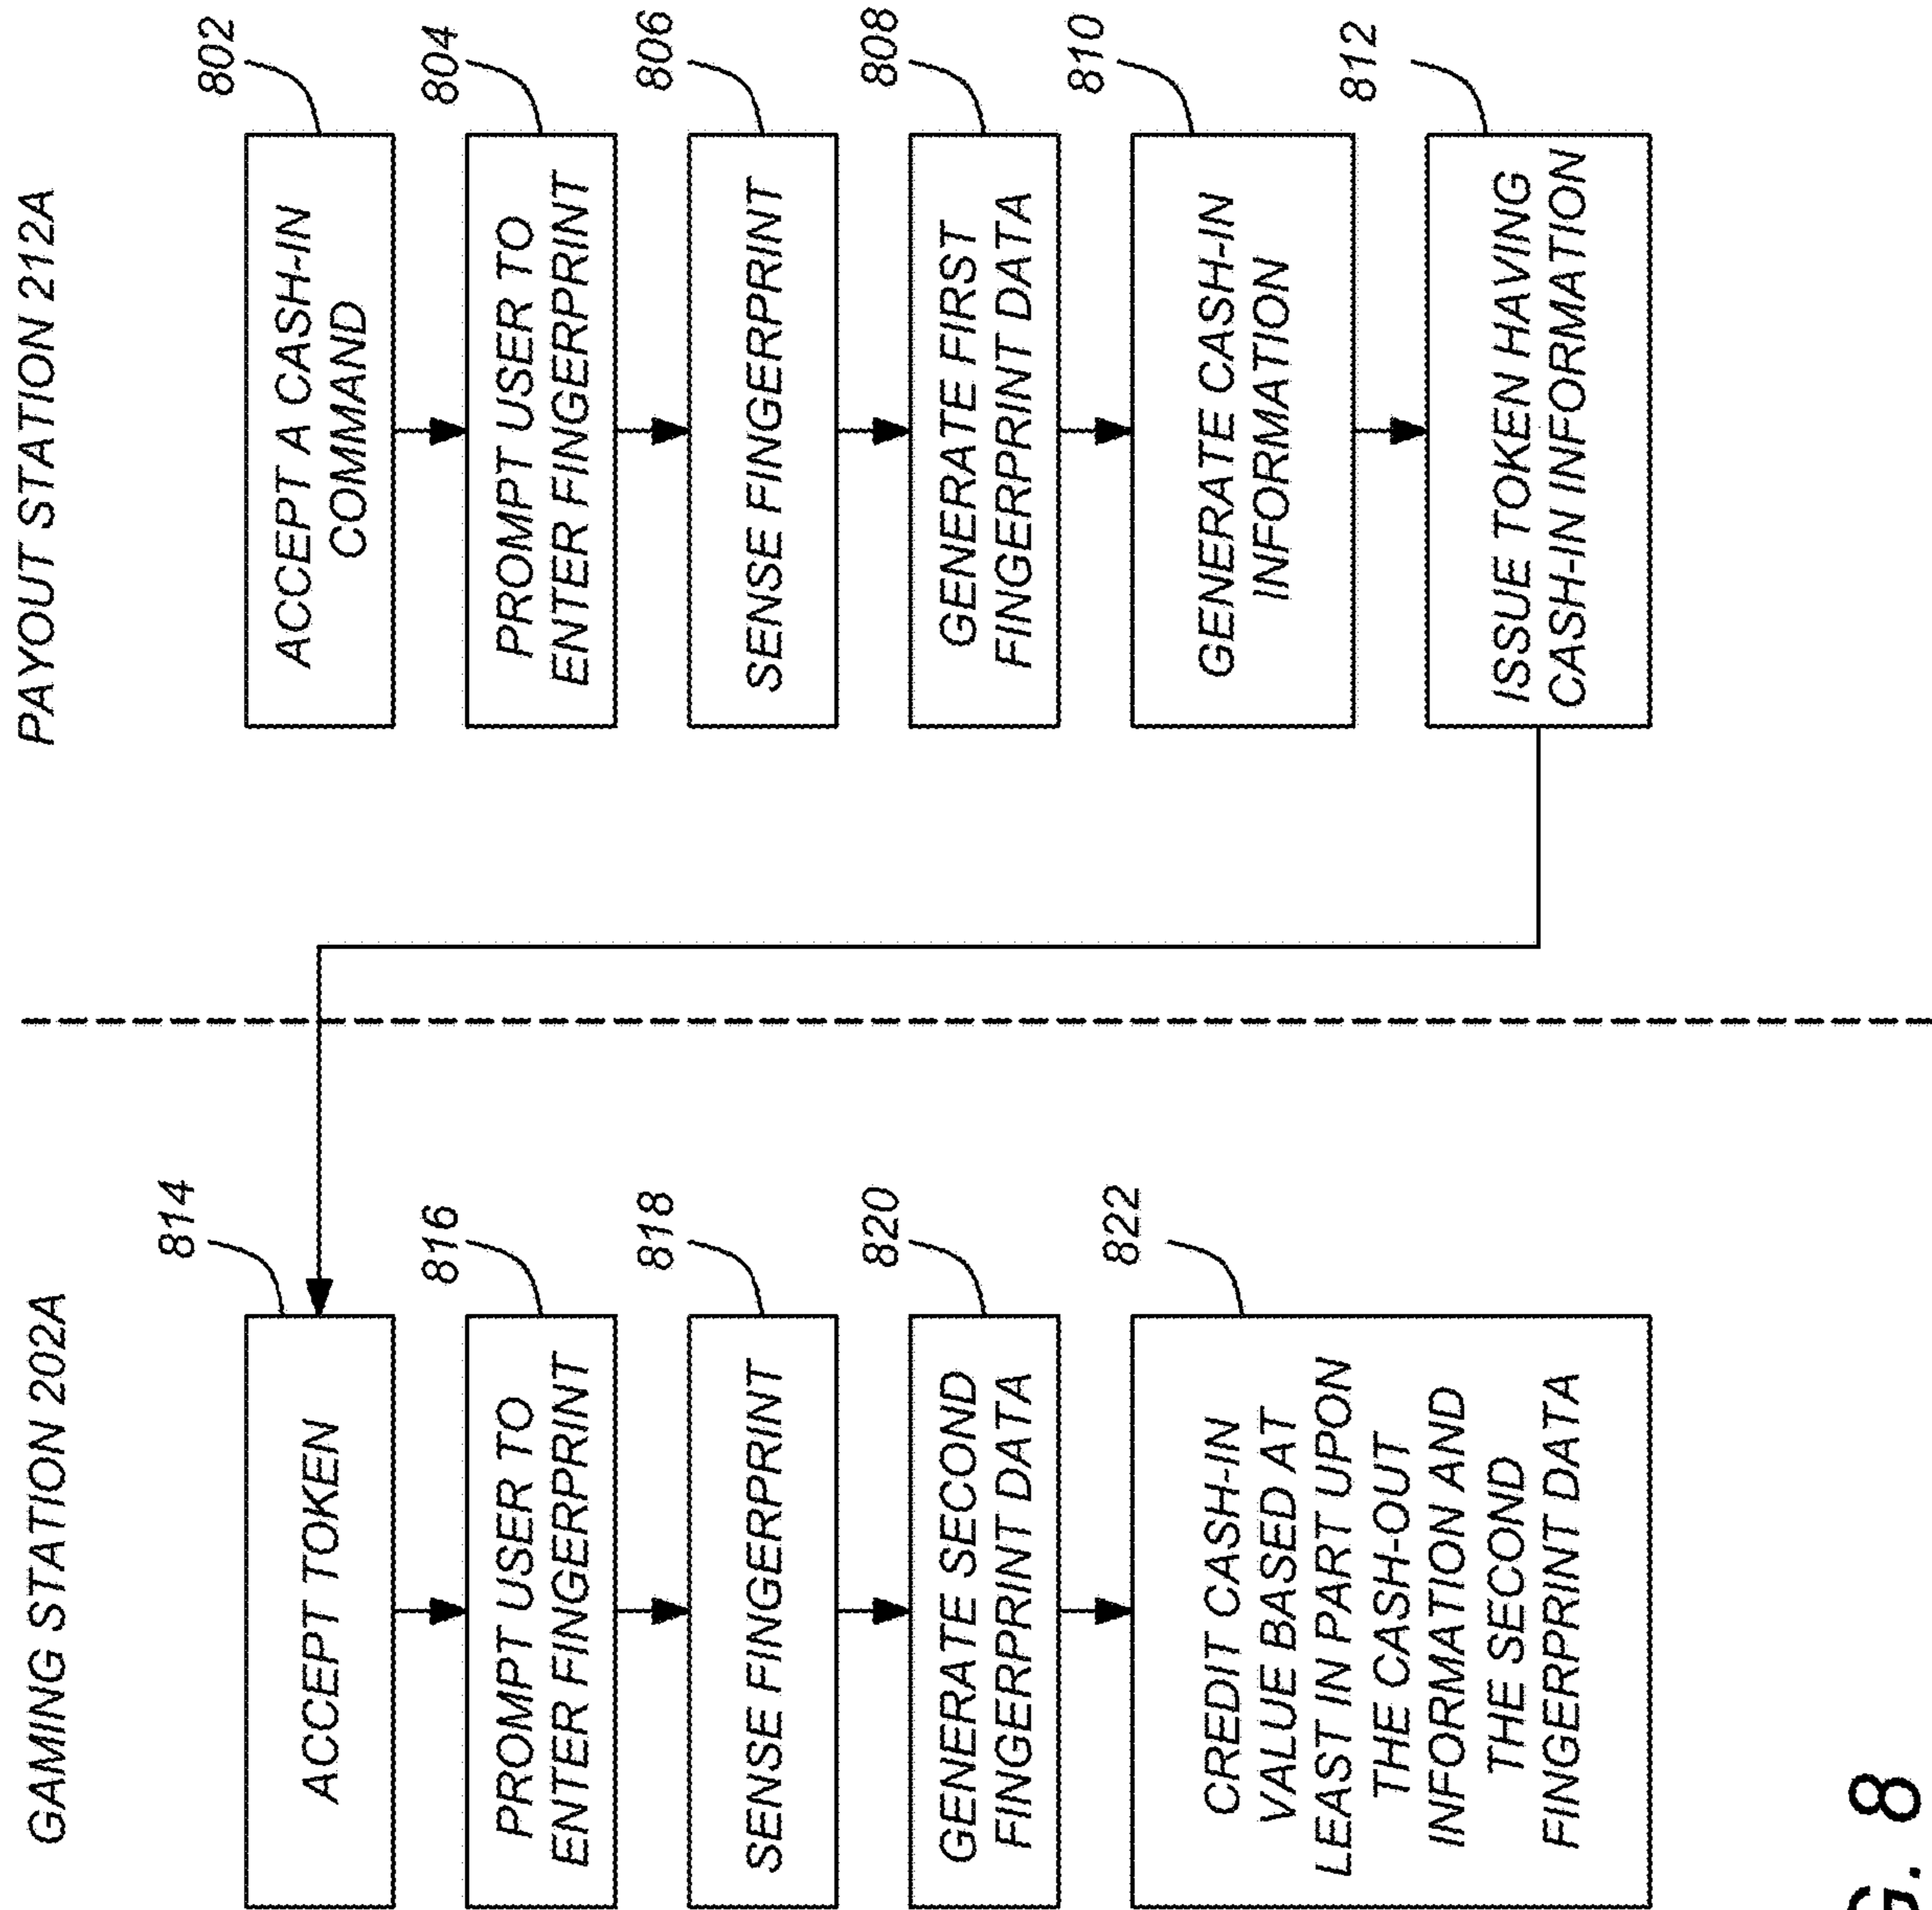 GAMING STATION 202A
814
ACCEPT TOKEN
816
PROMPT USER TO
ENTER FINGERPRINT
818
SENSE FINGERPRINT
820
GENERATE SECOND
FINGERPRINT DATA
822
CREDIT CASH-IN
VALUE BASED AT
LEAST IN PART UPON
THE CASH-OUT
INFORMATION AND
THE SECOND
FINGERPRINT DATA
PAYOUT STATION 212A
802
ACCEPT A CASH-IN
COMMAND
804
PROMPT USER TO
ENTER FINGERPRINT
806
SENSE FINGERPRINT
808
GENERATE FIRST
FINGERPRINT DATA
810
GENERATE CASH-IN
INFORMATION
812
ISSUE TOKEN HAVING
CASH-IN INFORMATION
G. 8